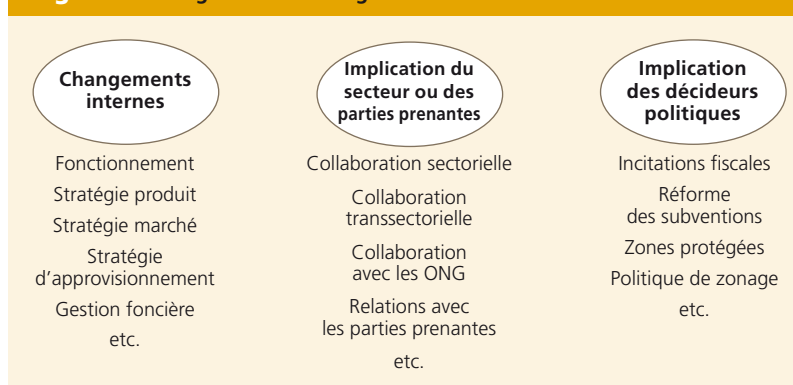 Changements
internes
Fonctionnement
Stratégie produit
Stratégie marché
Stratégie
d'approvisionnement
Gestion foncière
etc.
Implication du
secteur ou des
parties prenantes
Collaboration sectorielle
Collaboration
transsectorielle
Collaboration
avec les ONG
Relations avec
les parties prenantes
etc.
Implication
des décideurs
politiques
Incitations fiscales
Réforme
des subventions
Zones protégées
Politique de zonage
etc.